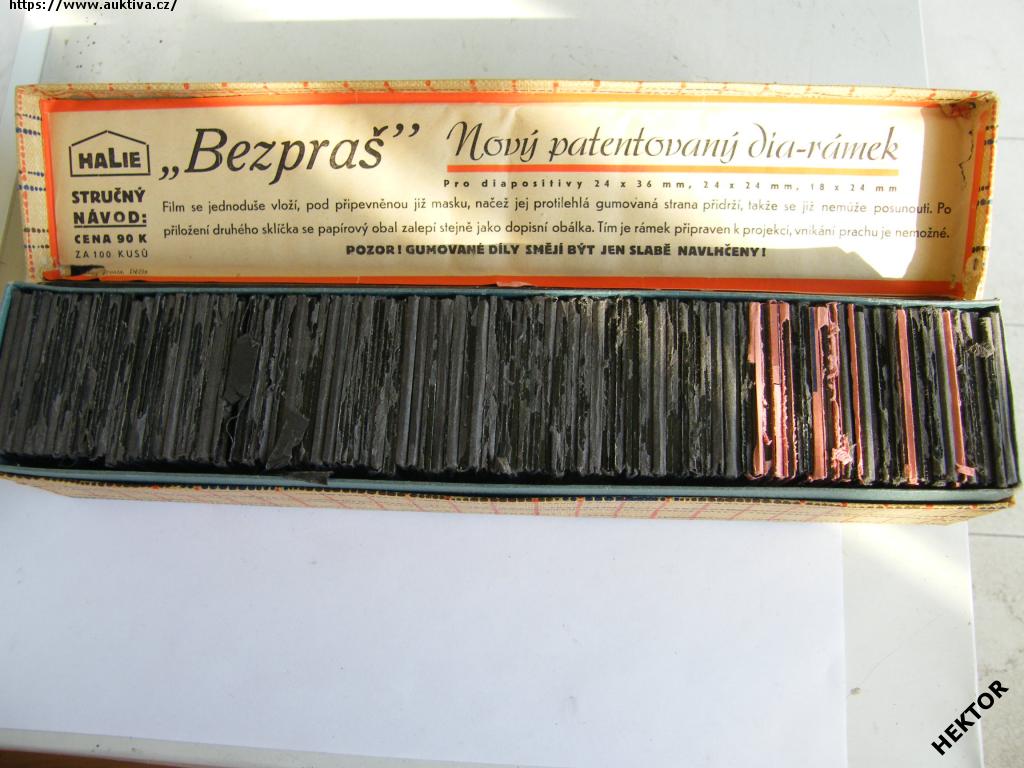 https://www.auktiva.cz/
HALIE
„Bezpraš”
Nový patentovaný dia-rámek
Pro diapositivy 24 x 36 mm, 24 x 24 mm, 18 x 24 mm
STRUČNÝ
NÁVOD:
CENA 90 K
ZA 100 KUSŮ
Film se jednoduše vloží, pod připevněnou již masku, načež jej protilehlá gumovaná strana přidrží, takže se již nemůže posunouti. Po
přiložení druhého sklíčka se papírový obal zalepí stejně jako dopisní obálka. Tím je rámek připraven k projekci, vnikání prachu je nemožné.
POZOR! GUMOVANÉ DÍLY SMĚJÍ BÝT JEN SLABĚ NAVLHČENY!
HEKTOR